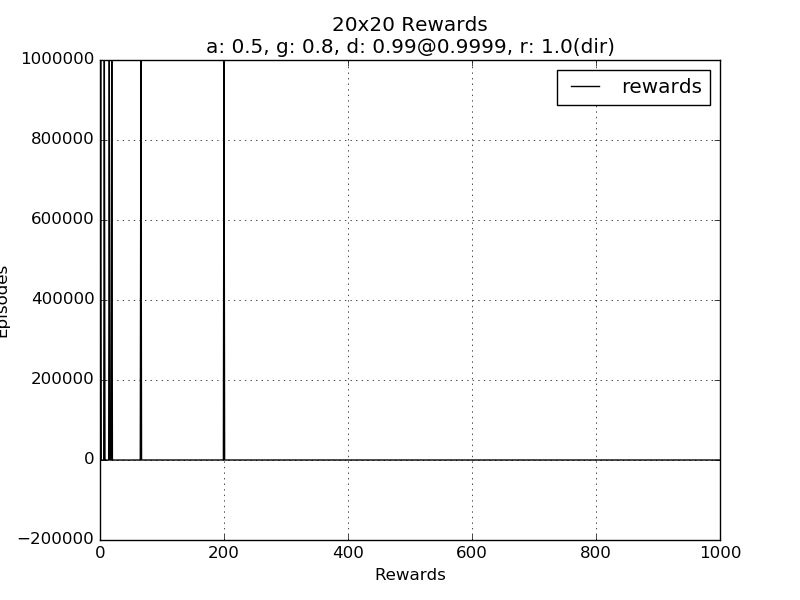 20x20 Rewards
a: 0.5, g: 0.8, d: 0.99@0.9999, r: 1.0(dir)
1000000
800000
600000
400000
200000
0
−200000
Episodes
rewards
0 200 400 600 800 1000
Rewards